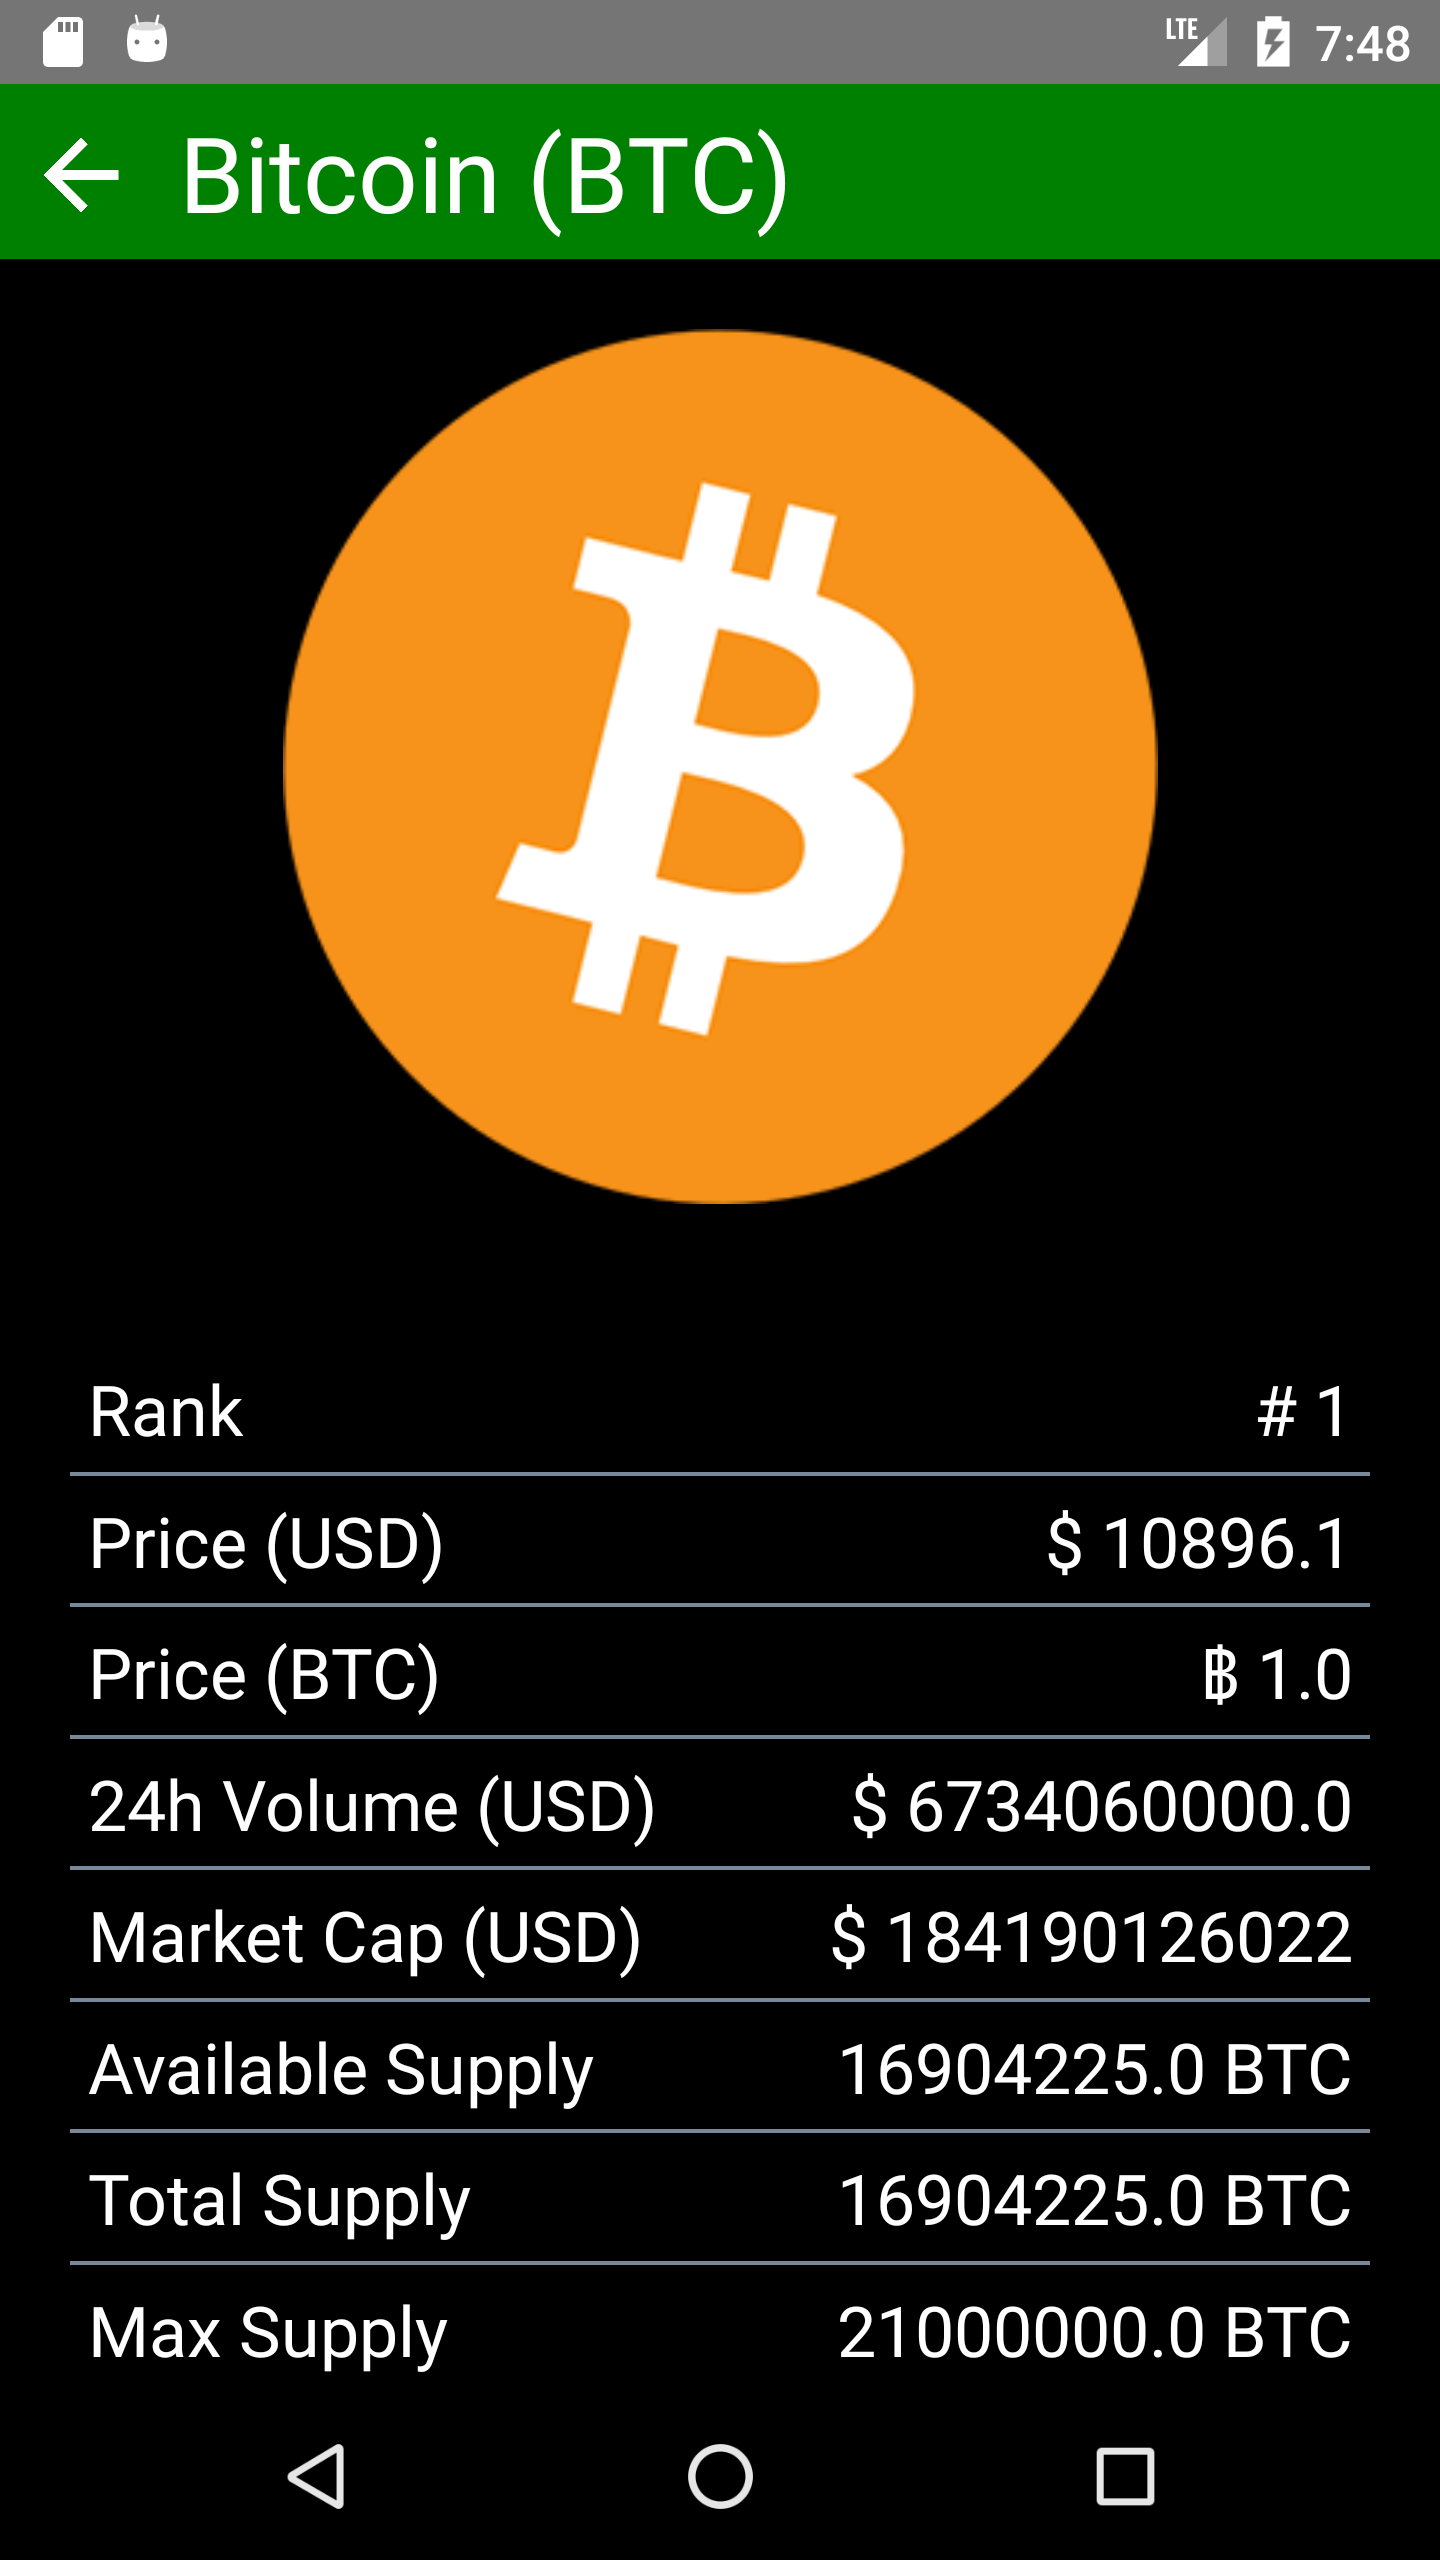 LTE 7:48
Bitcoin (BTC)
Rank # 1
Price (USD) $ 10896.1
Price (BTC) ฿ 1.0
24h Volume (USD) $ 6734060000.0
Market Cap (USD) $ 184190126022
Available Supply 16904225.0 BTC
Total Supply 16904225.0 BTC
Max Supply 21000000.0 BTC